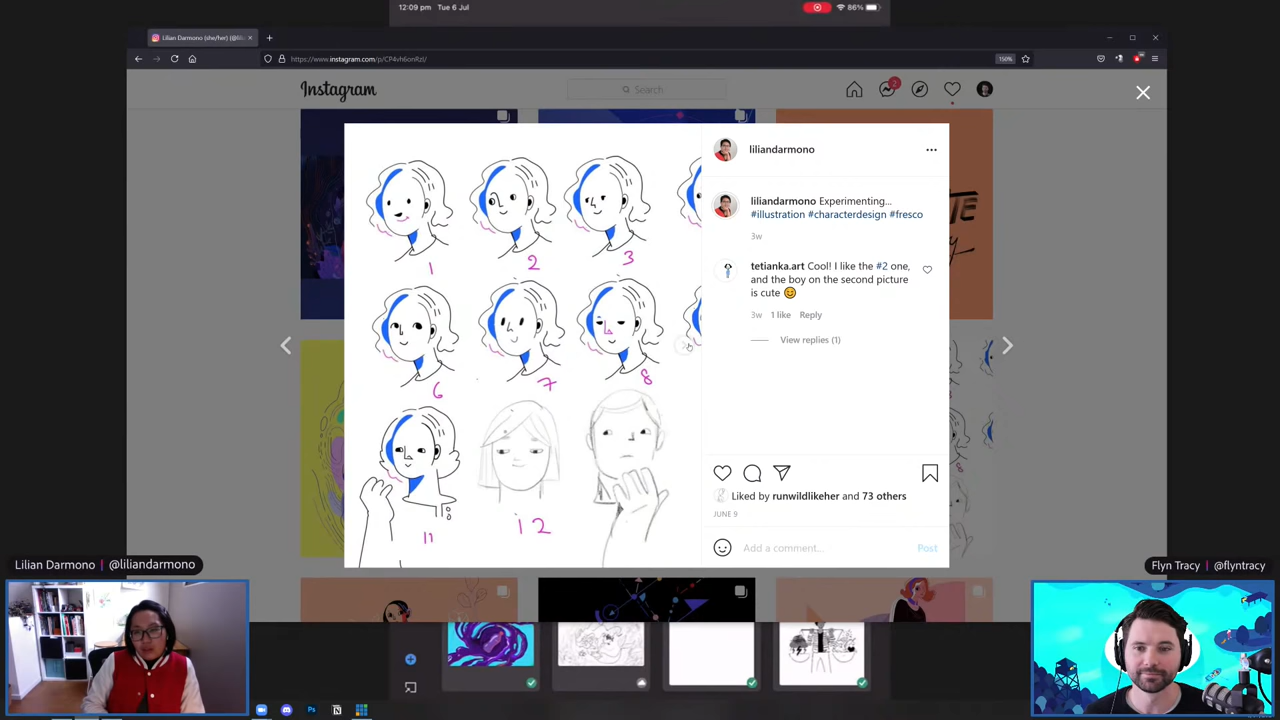 12:09 pm Tue 6 Jul
86%
Lilian Darmono (she/her) (@lili
https://www.instagram.com/p/CP4vh6onRzI/
150%
Instagram
Search
2
liliandarmono
liliandarmono Experimenting...
#illustration #characterdesign #fresco
3w
tetianka.art Cool! I like the #2 one,
and the boy on the second picture
is cute 😊
3w 1 like Reply
View replies (1)
1
2
3
6
7
8
11
12
Liked by runwildlikeher and 73 others
JUNE 9
Add a comment...
Post
Lilian Darmono | @liliandarmono
Flyn Tracy | @flyntracy
Ps